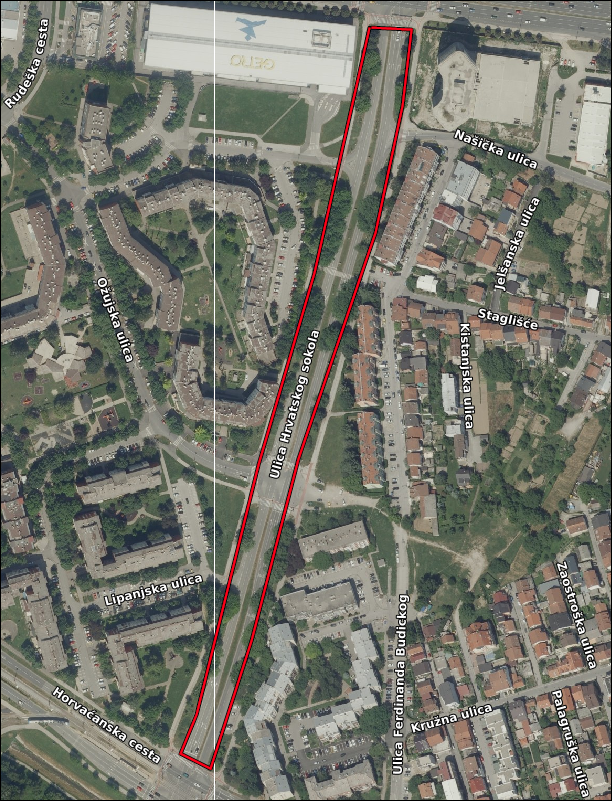 Rudeška cesta
Našička ulica
Jelšanska ulica
Ožujska ulica
Staglišće
Kistanjska ulica
Ulica Hrvatskog sokola
Lipanjska ulica
Zaostroška ulica
Ulica Ferdinanda Budickog
Horvaćanska cesta
Kružna ulica
Palagruška ulica